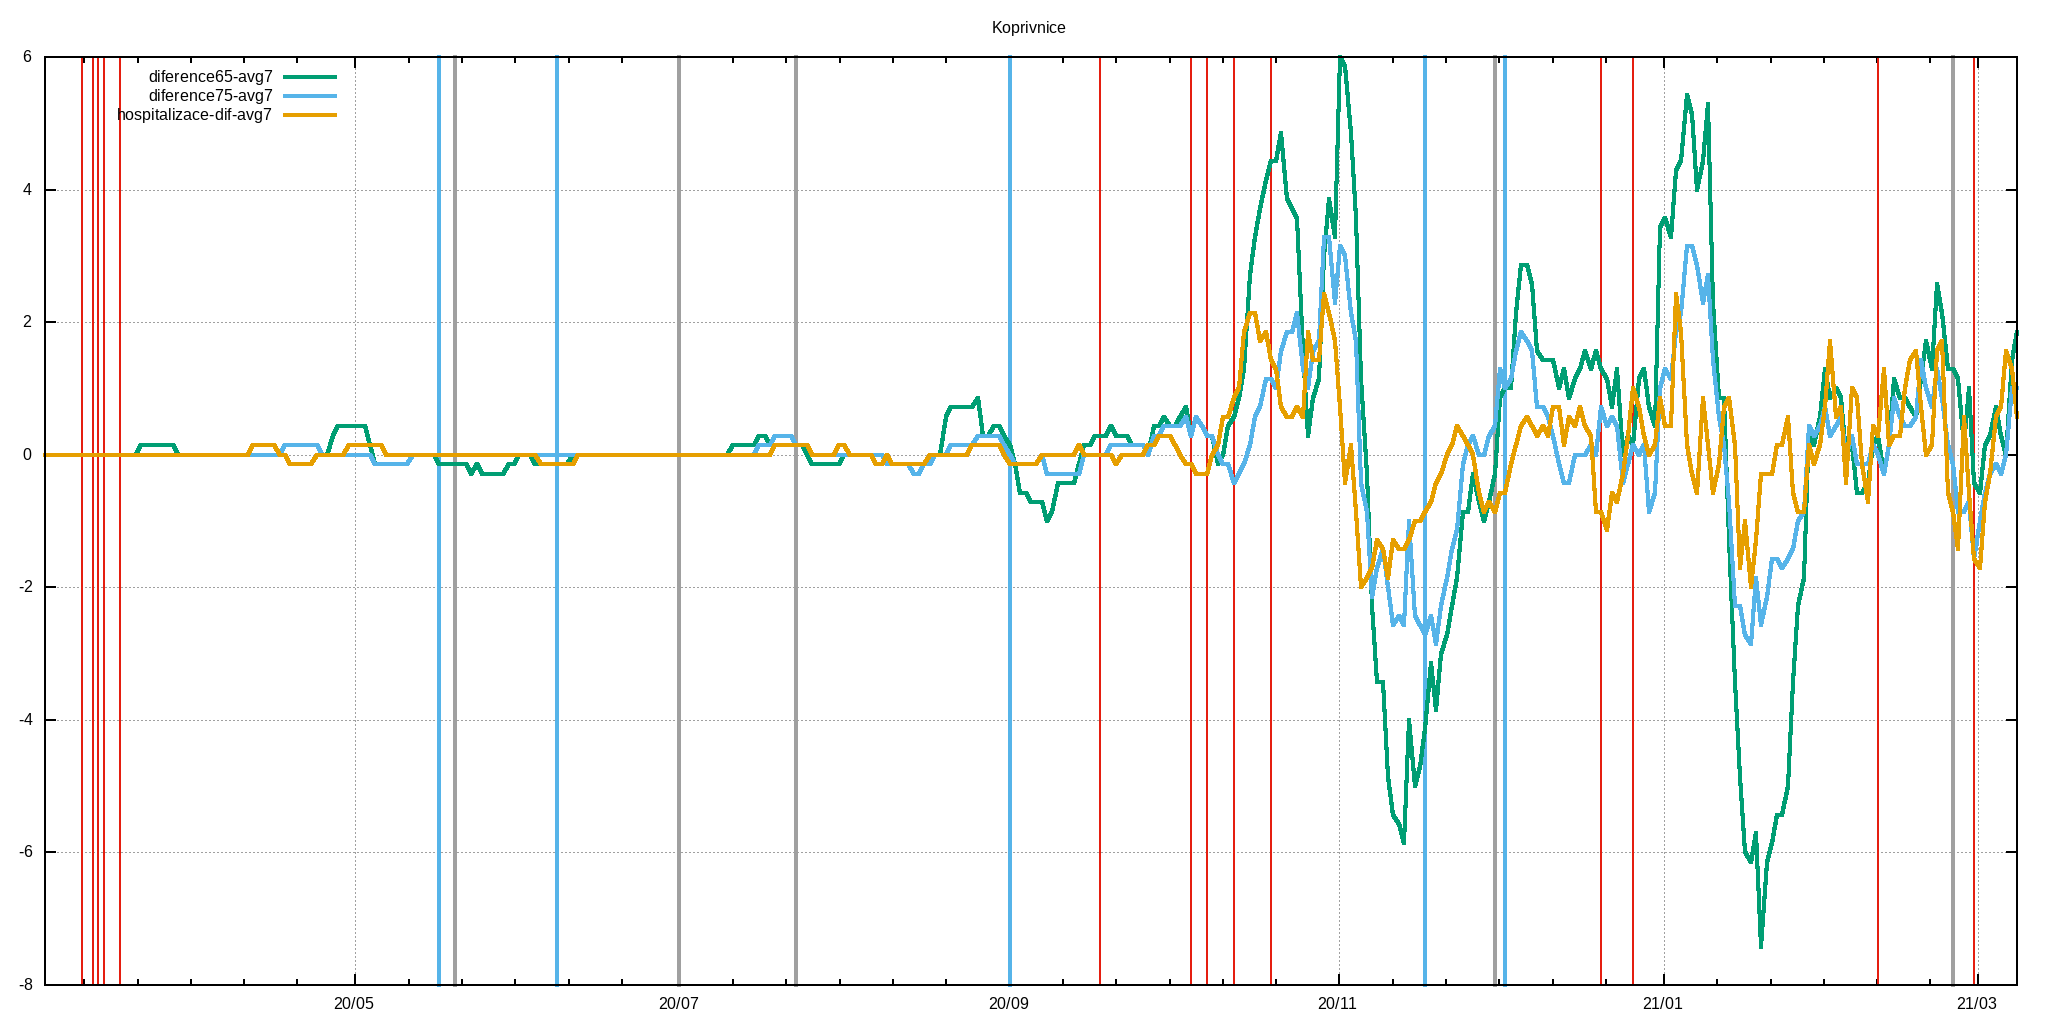 Koprivnice
6
diference65-avg7
diference75-avg7
hospitalizace-dif-avg7
4
2
0
-2
-4
-6
-8
20/05 20/07 20/09 20/11 21/01 21/03